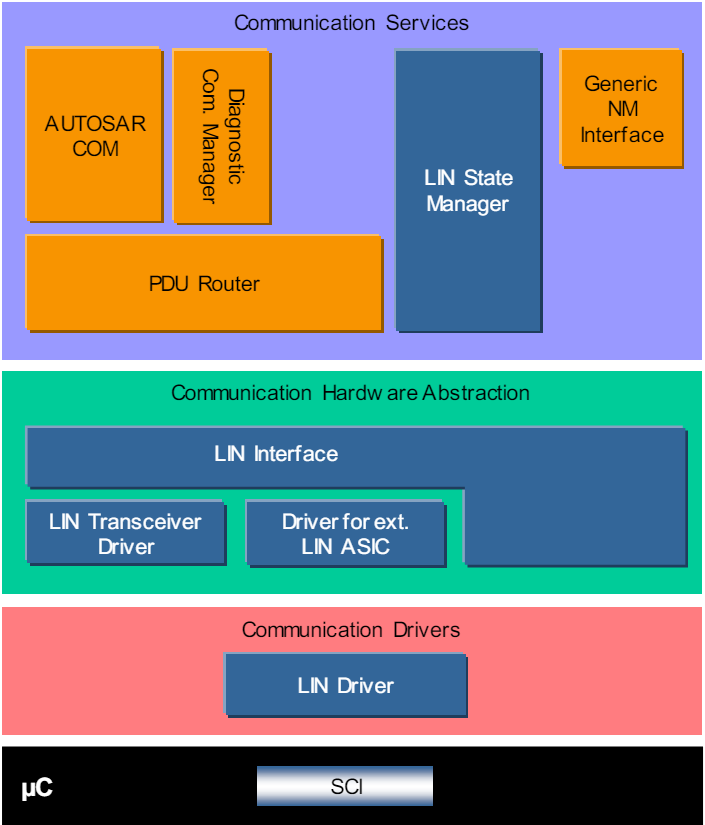 Communication Services
AUTOSAR
COM
Diagnostic
Com. Manager
LIN State
Manager
Generic
NM
Interface
PDU Router
Communication Hardware Abstraction
LIN Interface
LIN Transceiver
Driver
Driver for ext.
LIN ASIC
Communication Drivers
LIN Driver
µC
SCI